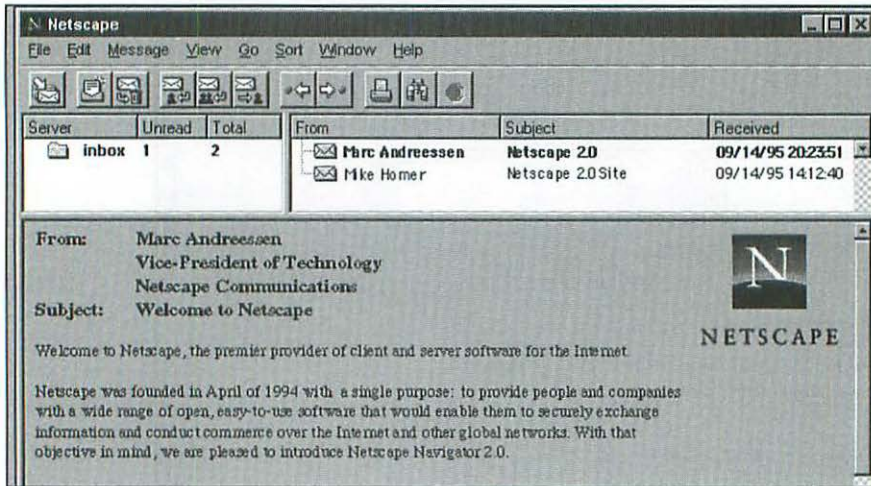 Netscape
File Edit Message View Go Sort Window Help
Server Unread Total
inbox 1 2
From Subject Received
Marc Andreessen Netscape 2.0 09/14/95 20:23:51
Mike Homer Netscape 2.0 Site 09/14/95 14:12:40
From: Marc Andreessen
Vice-President of Technology
Netscape Communications
Subject: Welcome to Netscape
N
NETSCAPE
Welcome to Netscape, the premier provider of client and server software for the Internet.
Netscape was founded in April of 1994 with a single purpose: to provide people and companies
with a wide range of open, easy-to-use software that would enable them to securely exchange
information and conduct commerce over the Internet and other global networks. With that
objective in mind, we are pleased to introduce Netscape Navigator 2.0.